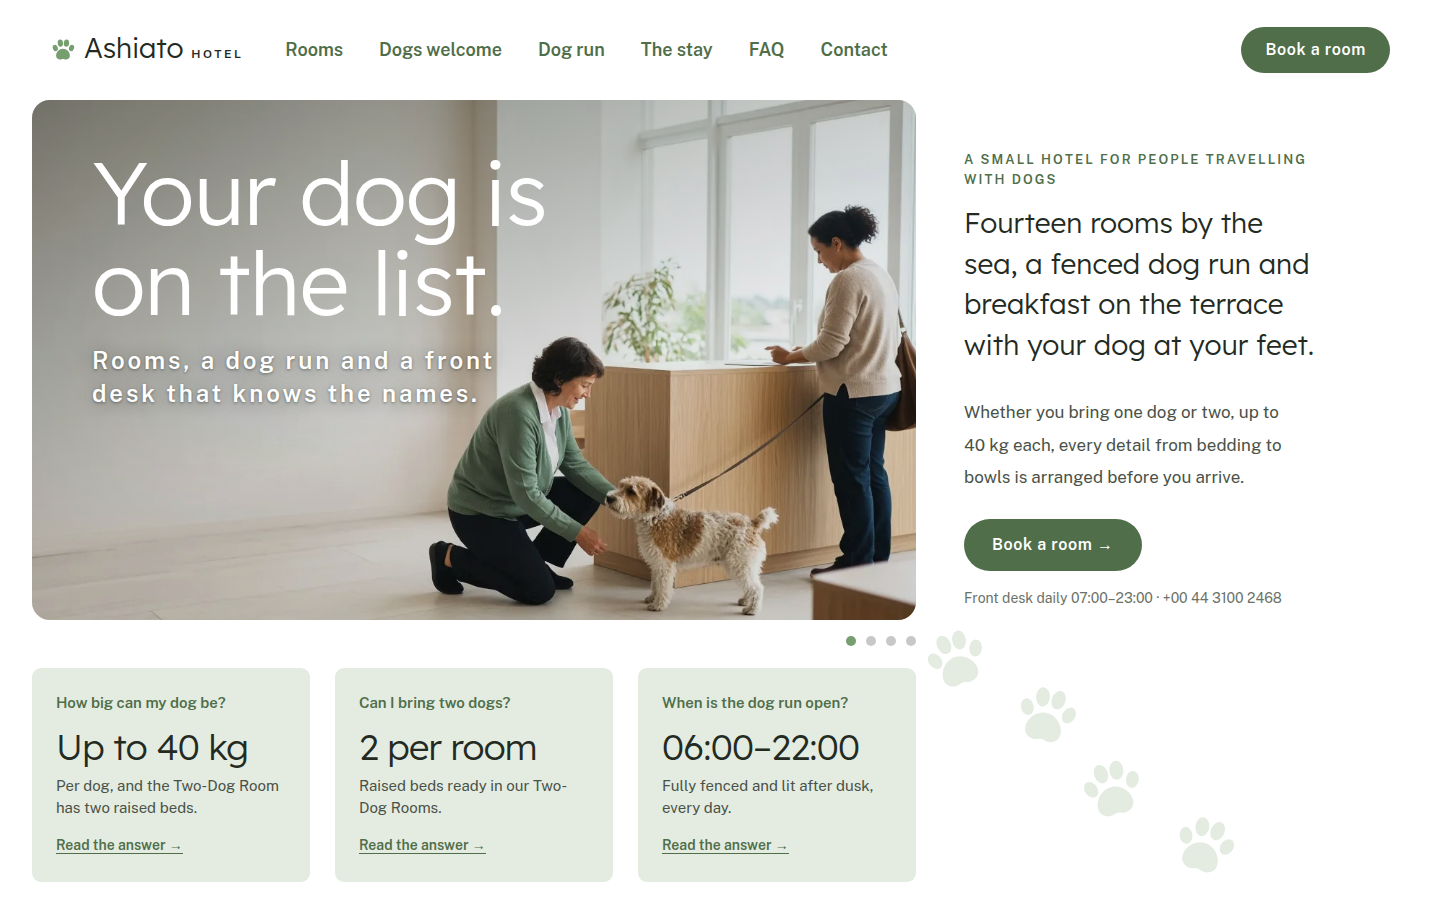 Ashiato HOTEL
Rooms
Dogs welcome
Dog run
The stay
FAQ
Contact
Book a room
Your dog is
on the list.
Rooms, a dog run and a front
desk that knows the names.
A SMALL HOTEL FOR PEOPLE TRAVELLING
WITH DOGS
Fourteen rooms by the
sea, a fenced dog run and
breakfast on the terrace
with your dog at your feet.
Whether you bring one dog or two, up to
40 kg each, every detail from bedding to
bowls is arranged before you arrive.
Book a room →
Front desk daily 07:00–23:00 · +00 44 3100 2468
How big can my dog be?
Up to 40 kg
Per dog, and the Two-Dog Room
has two raised beds.
Read the answer →
Can I bring two dogs?
2 per room
Raised beds ready in our Two-
Dog Rooms.
Read the answer →
When is the dog run open?
06:00–22:00
Fully fenced and lit after dusk,
every day.
Read the answer →